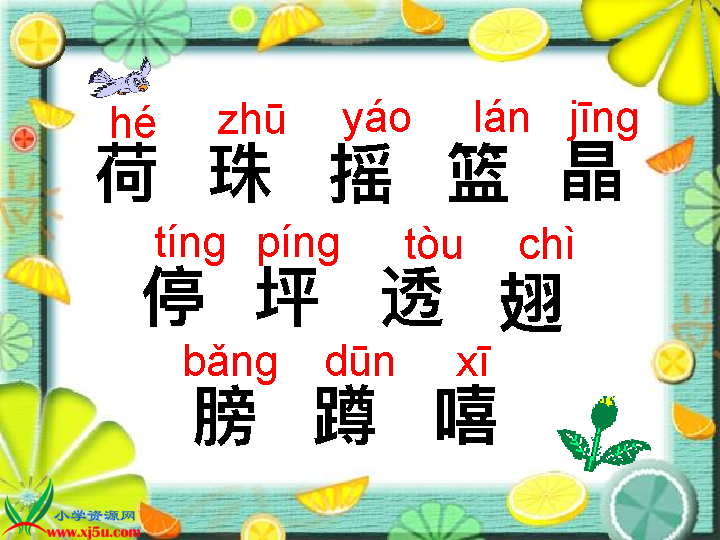 hé zhū yáo lán jīng
荷 珠 摇 篮 晶
tíng píng tòu chì
停 坪 透 翅
bǎng dūn xī
膀 蹲 嘻
小学资源网
www.xj5u.com